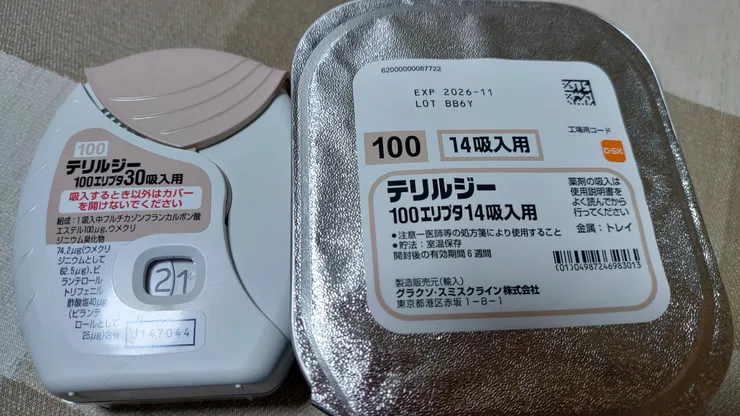 100
テリルジー
100エリプタ30吸入用
吸入するとき以外はカバー
を開けないでください
組成:1吸入中フルチカゾンフランカルボン酸
エステル100μg、ウメクリ
ジニウム臭化物
74.2μg(ウメクリ
ジニウムとして
62.5μg)、ビ
ランテロール
トリフェニル
酢酸塩40μg
(ビランテ
ロールとして
25μg)含有
21
0147044
62000000087722
EXP 2026-11
LOT BB6Y
100
14吸入用
工場用コード
GSK
テリルジー
100エリプタ14吸入用
●注意-医師等の処方箋により使用すること
●貯法:室温保存
開封後の有効期間 6週間
薬剤の吸入は
使用説明書を
よく読んでから
行ってください
金属:トレイ
(01)04987246983013
製造販売元(輸入)
グラクソ・スミスクライン株式会社
東京都港区赤坂1-8-1